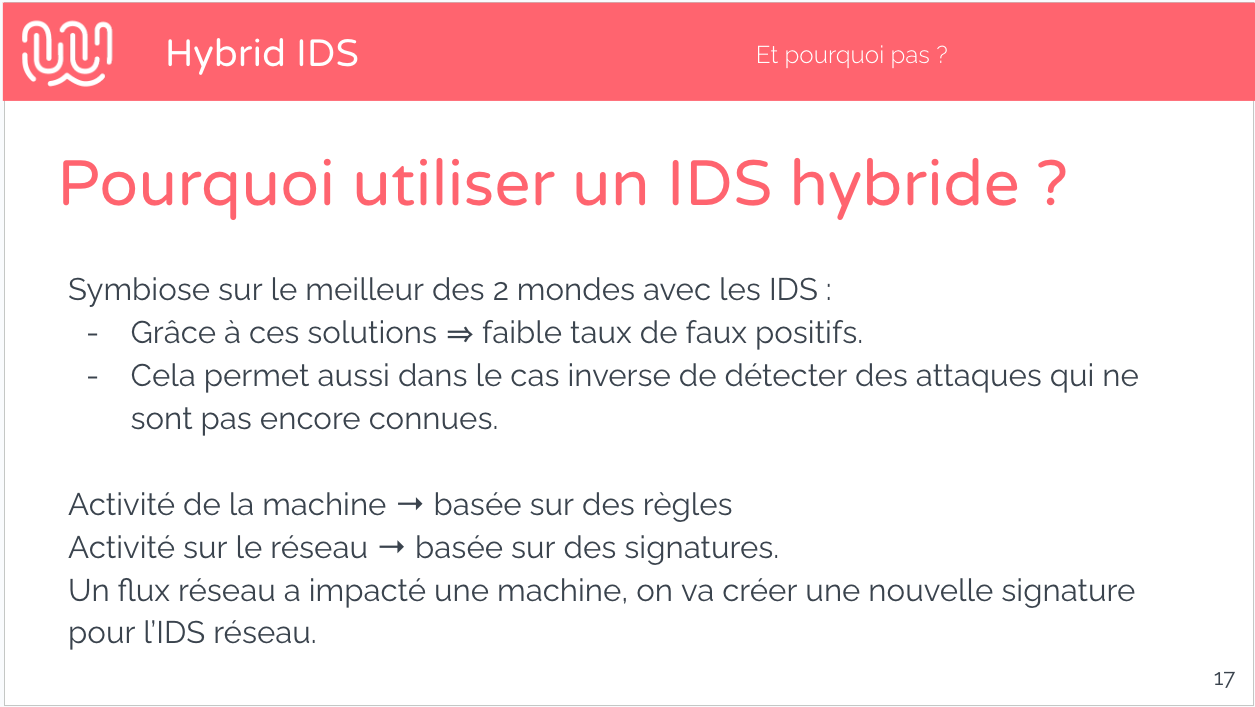 Hybrid IDS
Et pourquoi pas ?
Pourquoi utiliser un IDS hybride ?
Symbiose sur le meilleur des 2 mondes avec les IDS :
- Grâce à ces solutions ⇒ faible taux de faux positifs.
- Cela permet aussi dans le cas inverse de détecter des attaques qui ne
sont pas encore connues.
Activité de la machine → basée sur des règles
Activité sur le réseau → basée sur des signatures.
Un flux réseau a impacté une machine, on va créer une nouvelle signature
pour l’IDS réseau.
17